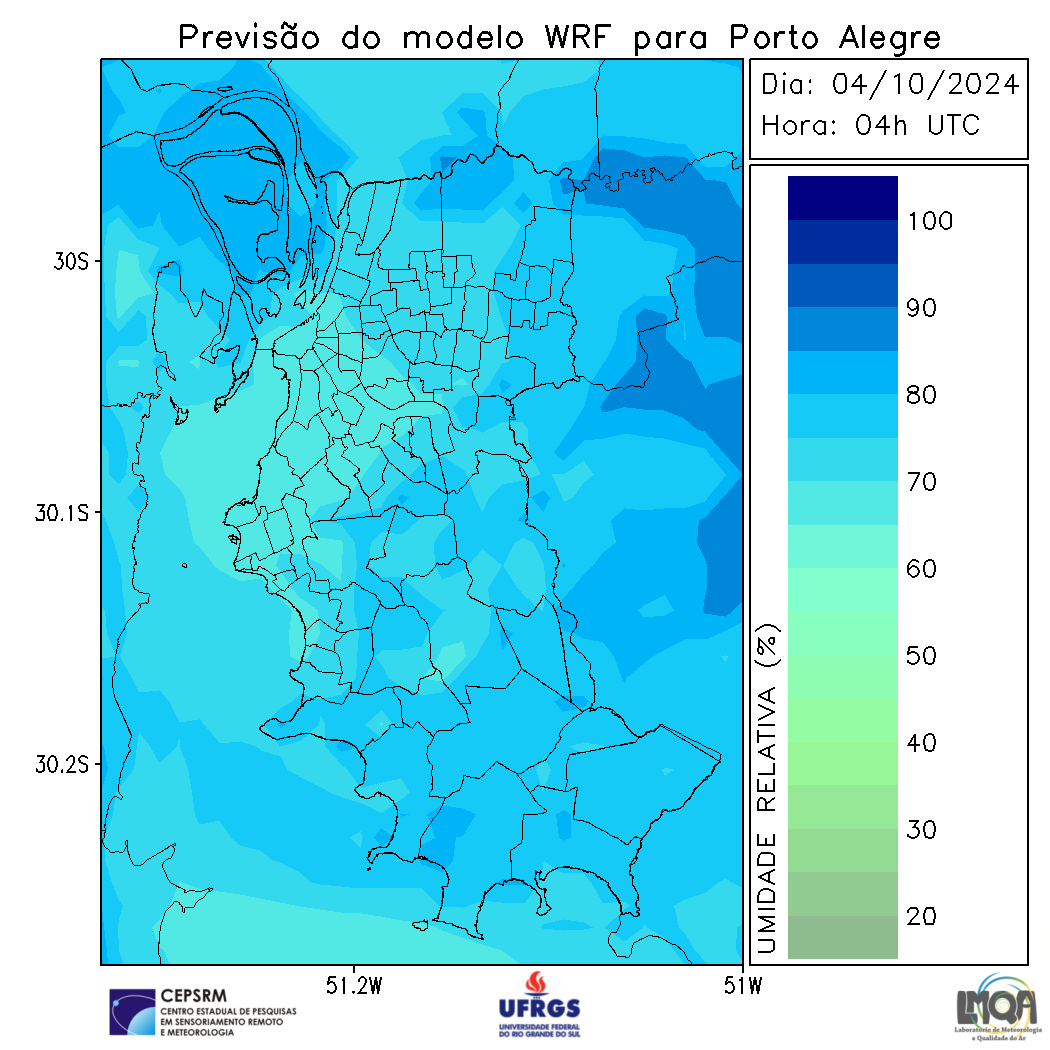 Previsão do modelo WRF para Porto Alegre
Dia: 04/10/2024
Hora: 04h UTC
100
90
80
70
60
50
40
30
20
UMIDADE RELATIVA (%)
30S
30.1S
30.2S
51.2W
51W
CEPSRM
CENTRO ESTADUAL DE PESQUISAS
EM SENSORIAMENTO REMOTO
E METEOROLOGIA
UFRGS
UNIVERSIDADE FEDERAL
DO RIO GRANDE DO SUL
LMQA
Laboratório de Meteorologia
e Qualidade do Ar